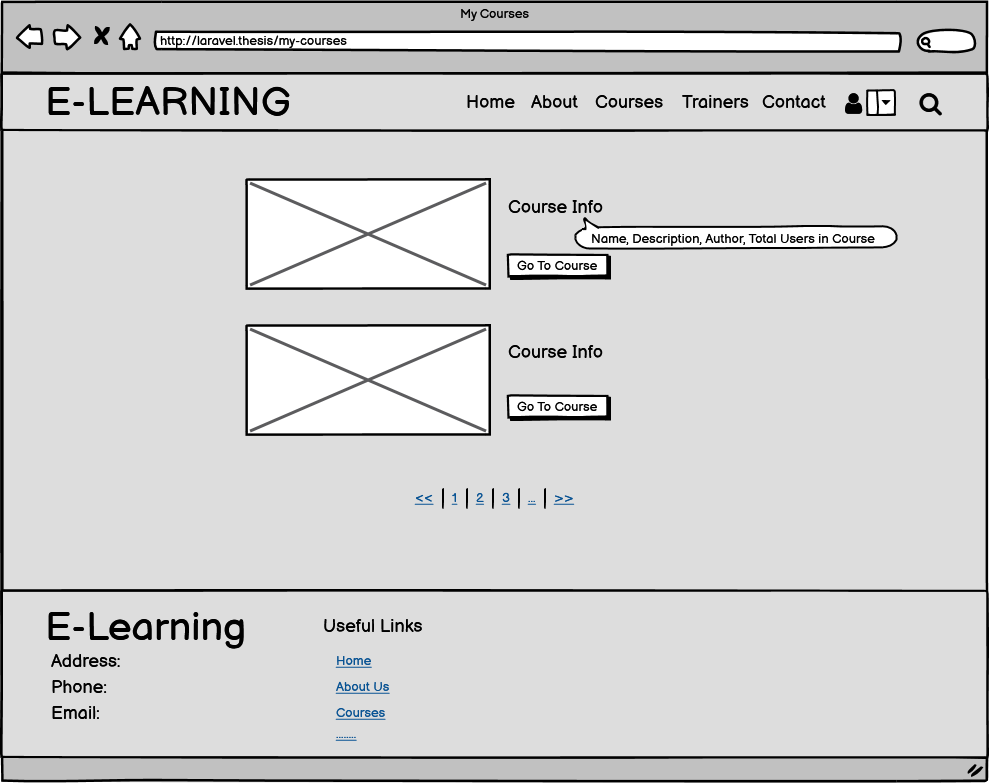 My Courses
http://laravel.thesis/my-courses
E-LEARNING
Home About Courses Trainers Contact
Course Info
Name, Description, Author, Total Users in Course
Go To Course
Course Info
Go To Course
<< | 1 | 2 | 3 | ... | >>
E-Learning
Address:
Phone:
Email:
Useful Links
Home
About Us
Courses
........